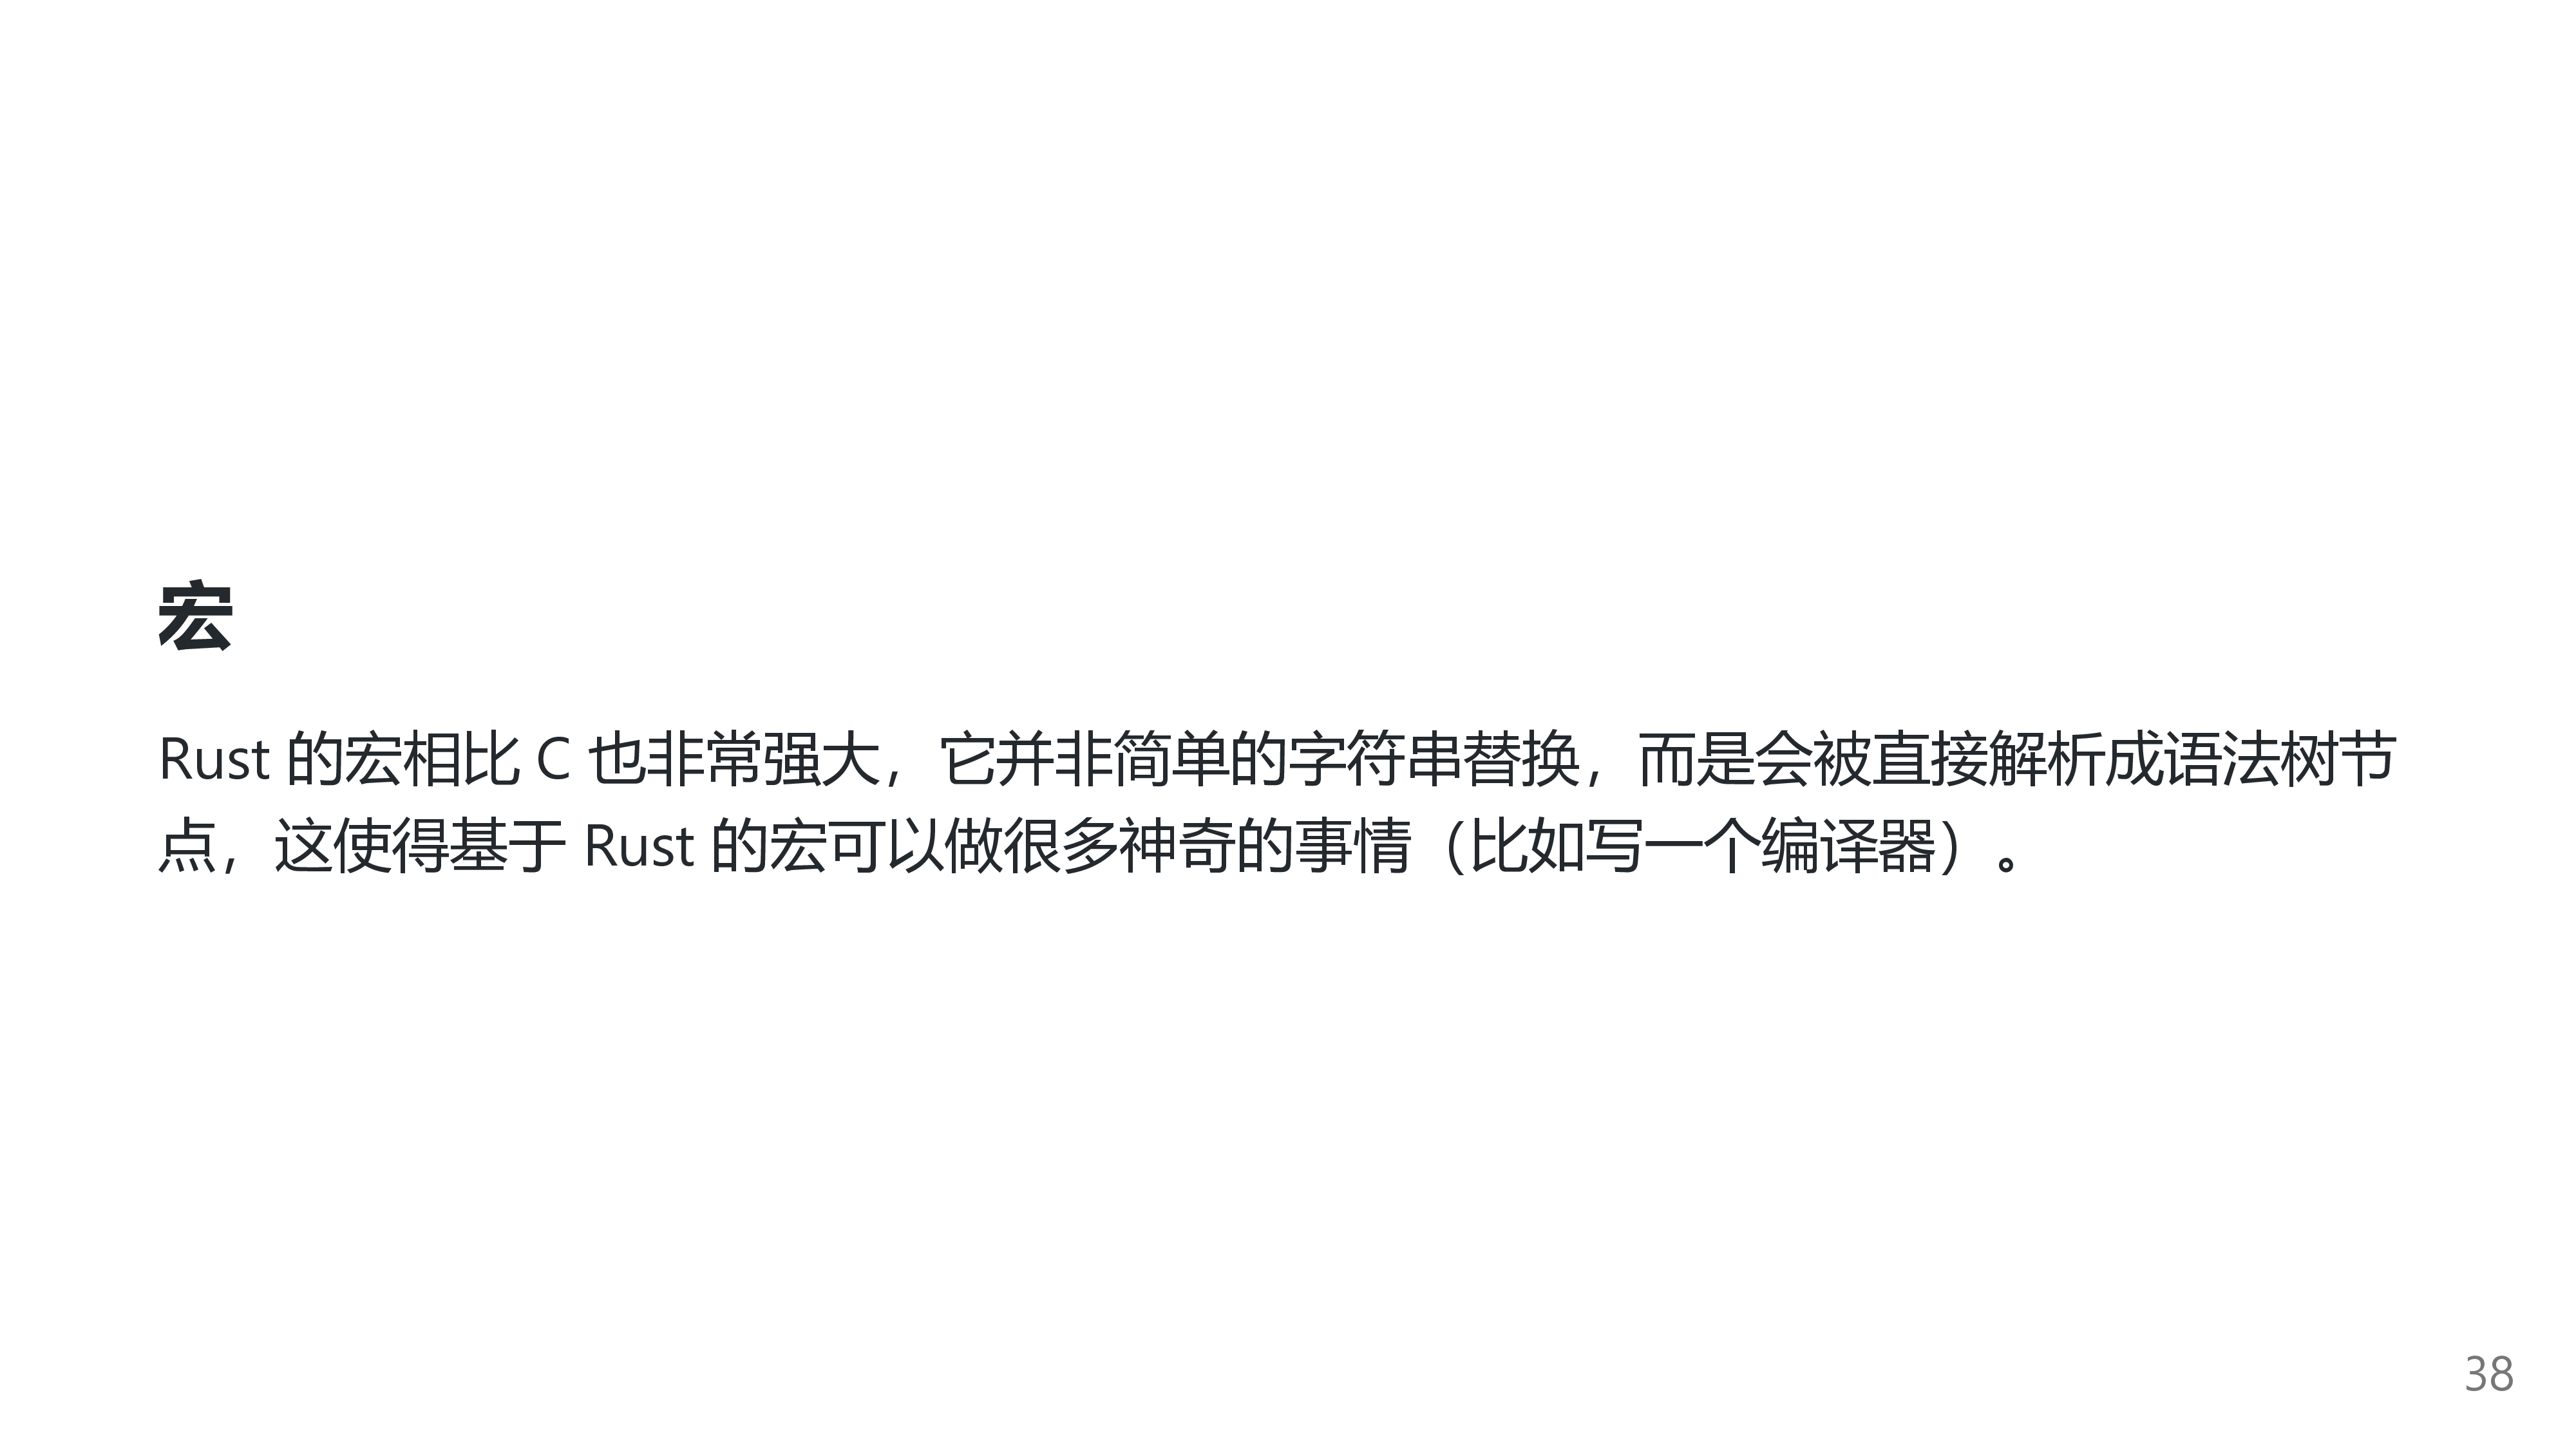 宏
Rust 的宏相比 C 也非常强大，它并非简单的字符串替换，而是会被直接解析成语法树节
点，这使得基于 Rust 的宏可以做很多神奇的事情（比如写一个编译器）。
38